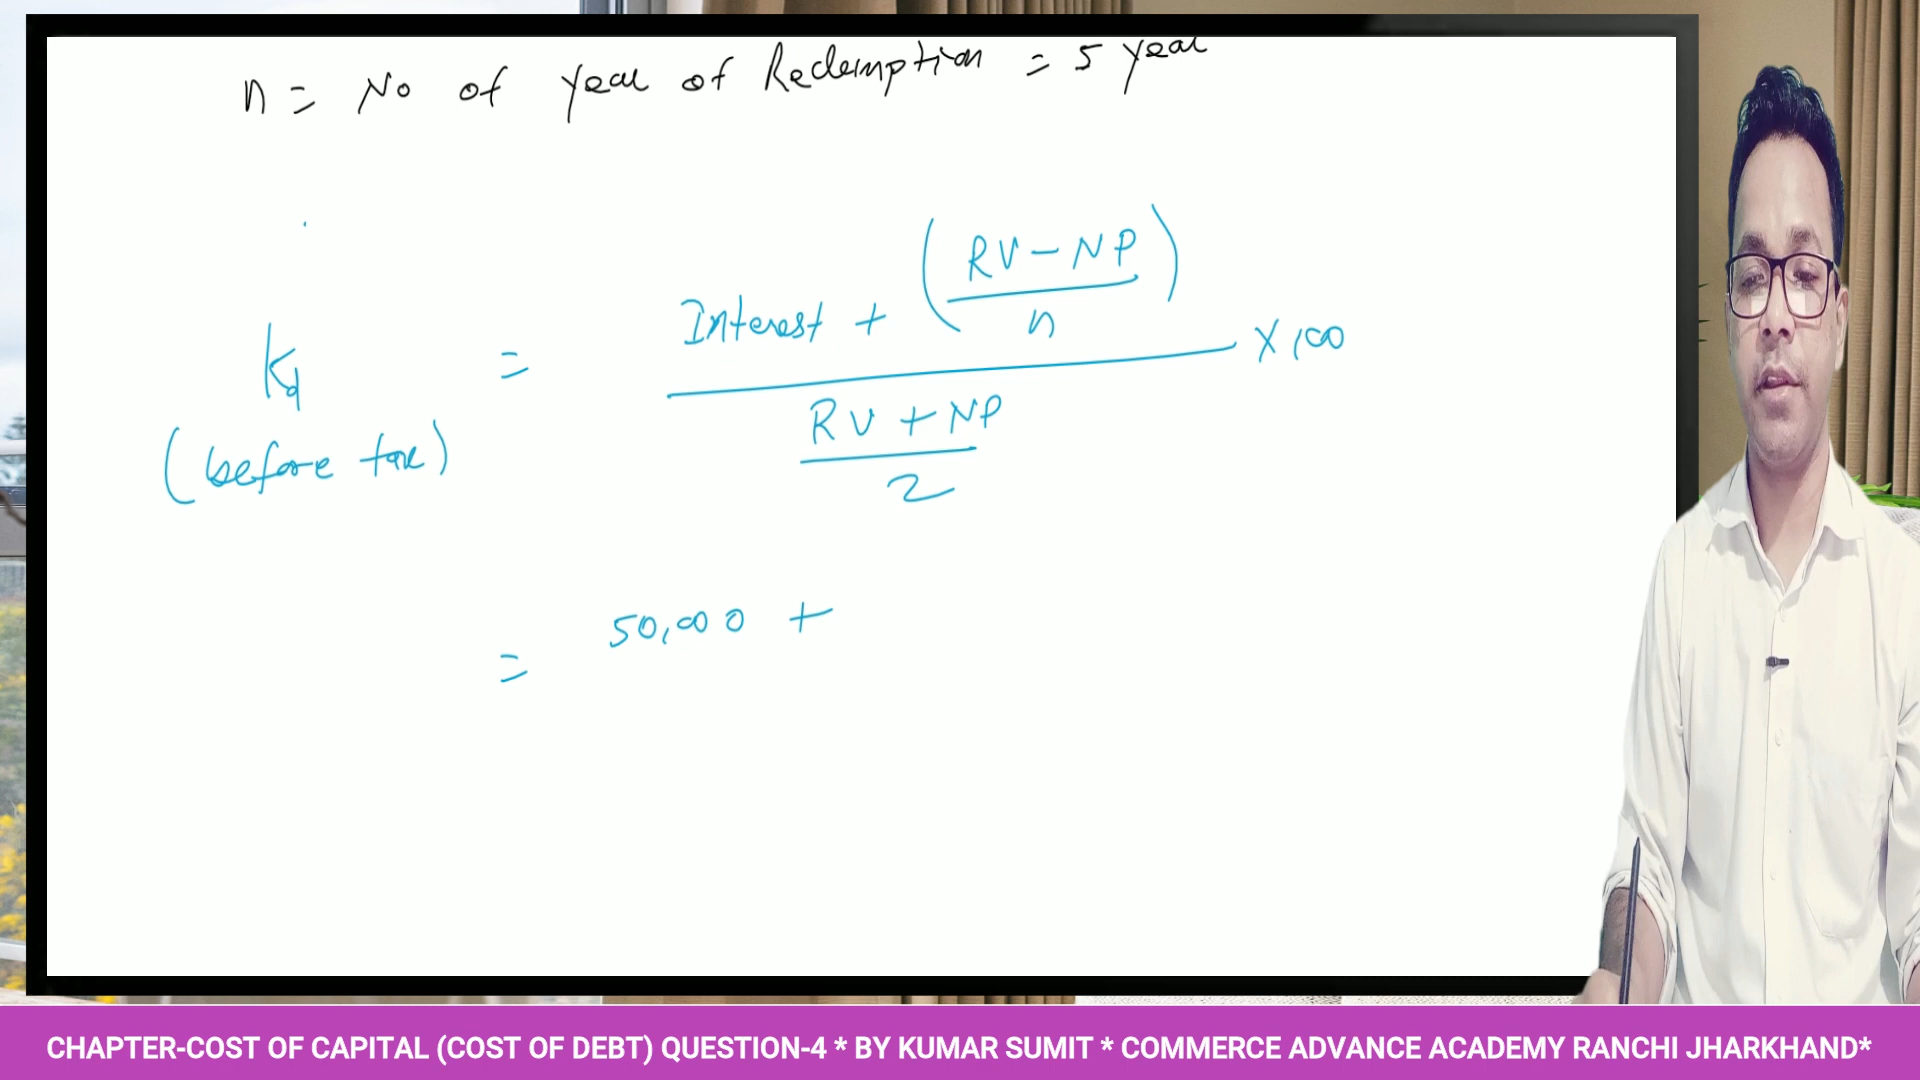 n = No of Year of Redemption = 5 Year
Kd (before tax) = Interest + ( RV - NP / n ) / RV + NP / 2 X 100
= 50,000 +
CHAPTER-COST OF CAPITAL (COST OF DEBT) QUESTION-4 * BY KUMAR SUMIT * COMMERCE ADVANCE ACADEMY RANCHI JHARKHAND*